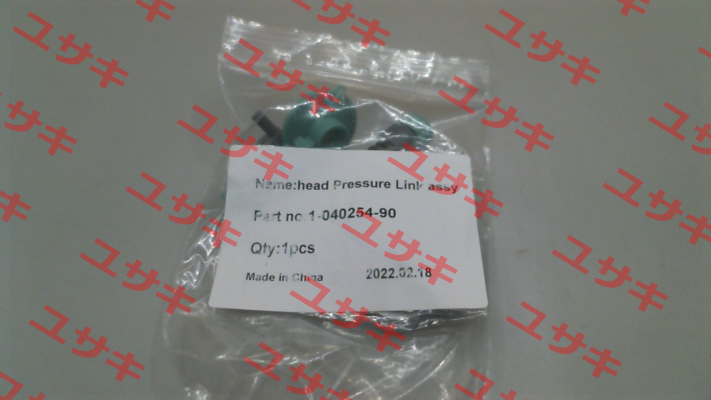 Name:head Pressure Link assy
Part no:1-040254-90
Qty:1pcs
Made in China 2022.02.18
ユサキ